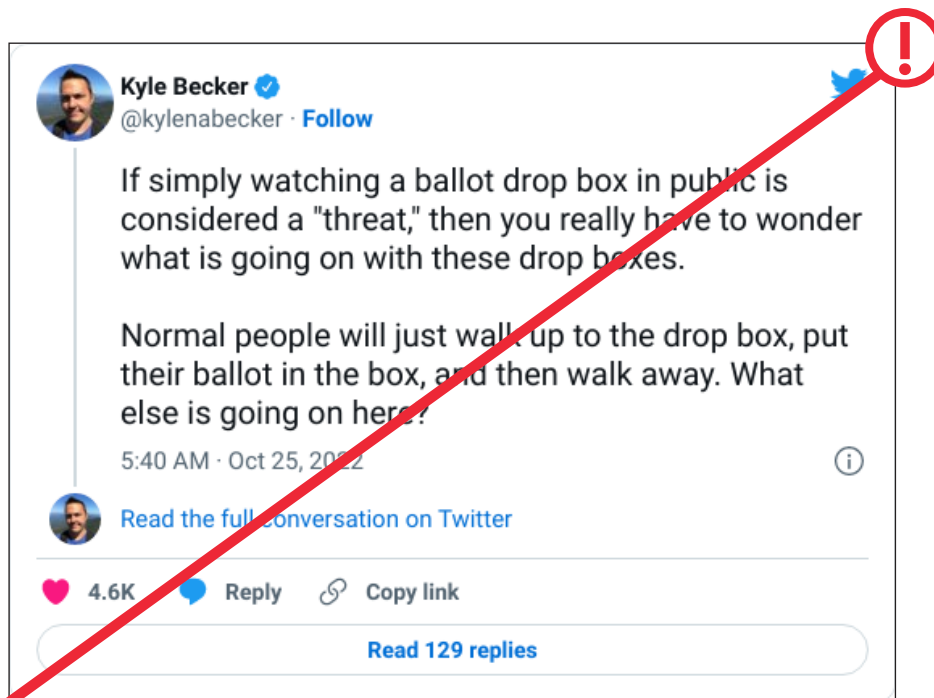 Kyle Becker
@kylenabecker · Follow
If simply watching a ballot drop box in public is
considered a "threat," then you really have to wonder
what is going on with these drop boxes.
Normal people will just walk up to the drop box, put
their ballot in the box, and then walk away. What
else is going on here?
5:40 AM · Oct 25, 2022
Read the full conversation on Twitter
4.6K Reply Copy link
Read 129 replies